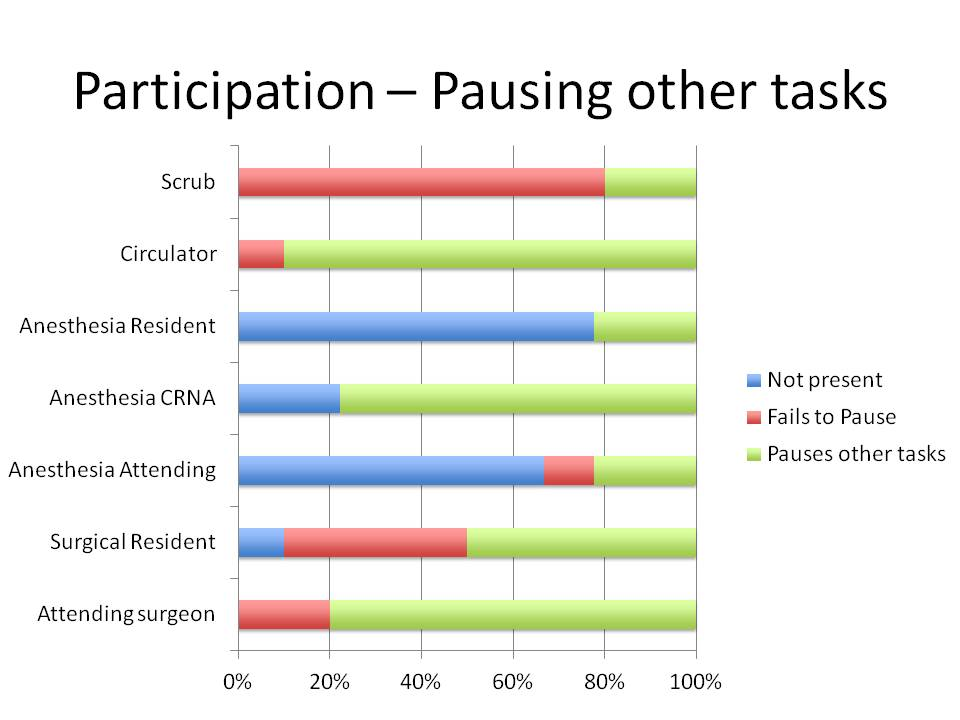 Participation – Pausing other tasks
Scrub
Circulator
Anesthesia Resident
Anesthesia CRNA
Anesthesia Attending
Surgical Resident
Attending surgeon
0% 20% 40% 60% 80% 100%
Not present
Fails to Pause
Pauses other tasks